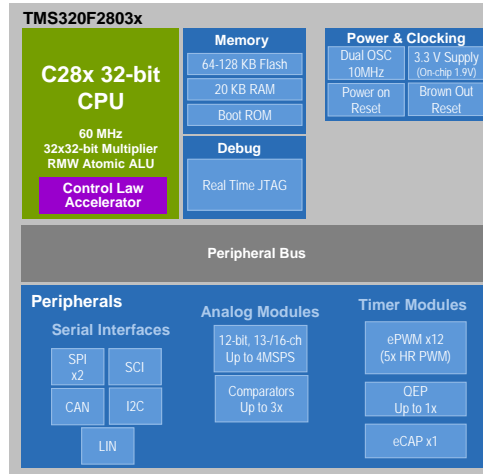 TMS320F2803x
C28x 32-bit
CPU
60 MHz
32x32-bit Multiplier
RMW Atomic ALU
Control Law
Accelerator
Memory
64-128 KB Flash
20 KB RAM
Boot ROM
Debug
Real Time JTAG
Power & Clocking
Dual OSC
10MHz
3.3 V Supply
(On-chip 1.9V)
Power on
Reset
Brown Out
Reset
Peripheral Bus
Peripherals
Serial Interfaces
SPI
x2
SCI
CAN
I2C
LIN
Analog Modules
12-bit, 13-/16-ch
Up to 4MSPS
Comparators
Up to 3x
Timer Modules
ePWM x12
(5x HR PWM)
QEP
Up to 1x
eCAP x1